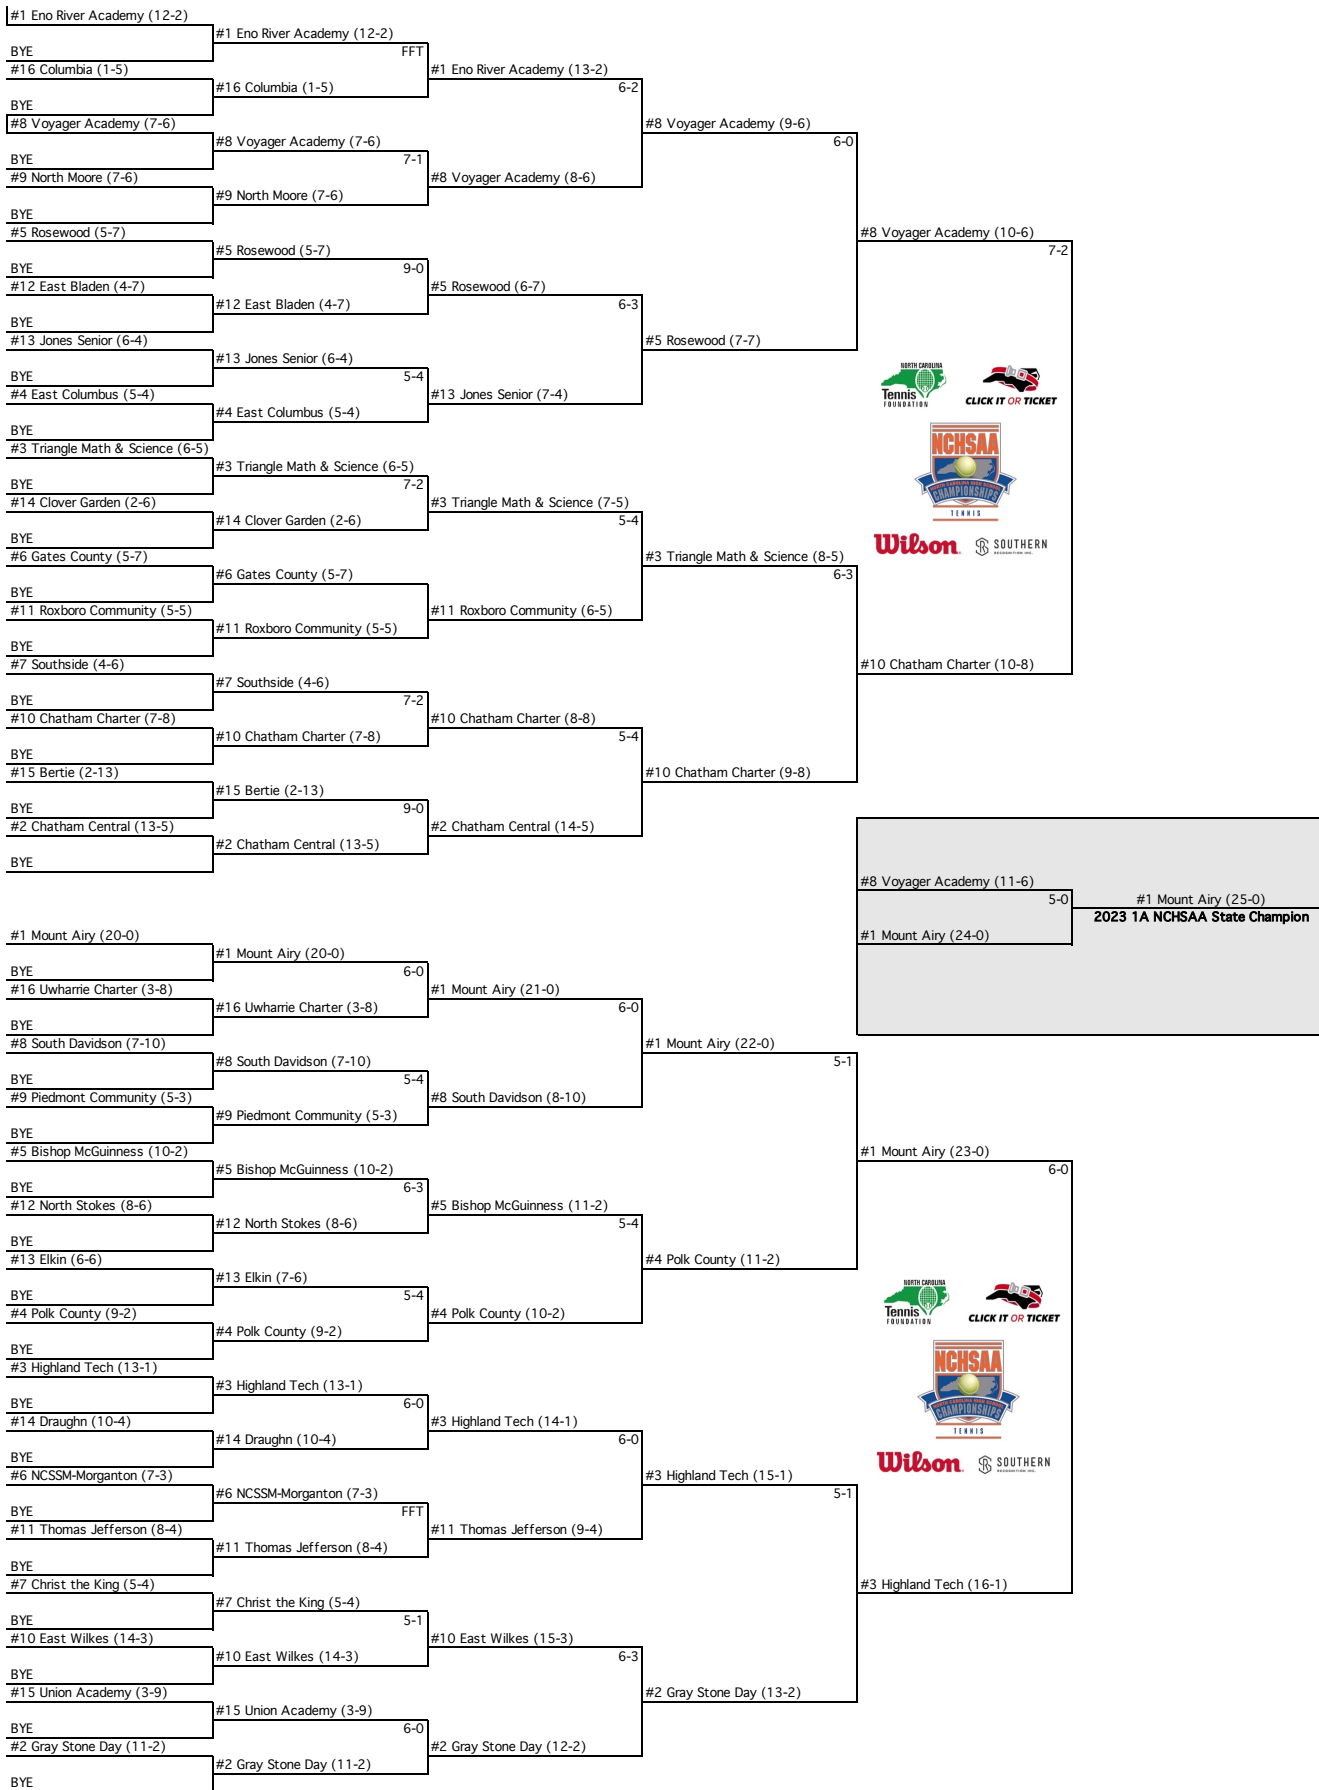 #1 Eno River Academy (12-2)
BYE
#16 Columbia (1-5)
BYE
#8 Voyager Academy (7-6)
BYE
#9 North Moore (7-6)
BYE
#5 Rosewood (5-7)
BYE
#12 East Bladen (4-7)
BYE
#13 Jones Senior (6-4)
BYE
#4 East Columbus (5-4)
BYE
#3 Triangle Math & Science (6-5)
BYE
#14 Clover Garden (2-6)
BYE
#6 Gates County (5-7)
BYE
#11 Roxboro Community (5-5)
BYE
#7 Southside (4-6)
BYE
#10 Chatham Charter (7-8)
BYE
#15 Bertie (2-13)
BYE
#2 Chatham Central (13-5)
BYE
#1 Eno River Academy (12-2)
FFT
#16 Columbia (1-5)
#8 Voyager Academy (7-6)
7-1
#9 North Moore (7-6)
#5 Rosewood (5-7)
9-0
#12 East Bladen (4-7)
#13 Jones Senior (6-4)
5-4
#4 East Columbus (5-4)
#3 Triangle Math & Science (6-5)
7-2
#14 Clover Garden (2-6)
#6 Gates County (5-7)
#11 Roxboro Community (5-5)
#7 Southside (4-6)
7-2
#10 Chatham Charter (7-8)
#15 Bertie (2-13)
9-0
#2 Chatham Central (13-5)
#1 Eno River Academy (13-2)
6-2
#8 Voyager Academy (8-6)
#5 Rosewood (6-7)
6-3
#13 Jones Senior (7-4)
#3 Triangle Math & Science (7-5)
5-4
#11 Roxboro Community (6-5)
#10 Chatham Charter (8-8)
5-4
#2 Chatham Central (14-5)
#8 Voyager Academy (9-6)
6-0
#5 Rosewood (7-7)
#3 Triangle Math & Science (8-5)
6-3
#10 Chatham Charter (9-8)
#8 Voyager Academy (10-6)
7-2
#10 Chatham Charter (10-8)
NORTH CAROLINA
Tennis
FOUNDATION
CLICK IT OR TICKET
NCHSAA
NORTH CAROLINA HIGH SCHOOL
CHAMPIONSHIPS
TENNIS
Wilson
SOUTHERN
RECOGNITION INC.
#8 Voyager Academy (11-6)
5-0
#1 Mount Airy (24-0)
#1 Mount Airy (25-0)
2023 1A NCHSAA State Champion
#1 Mount Airy (20-0)
BYE
#16 Uwharrie Charter (3-8)
BYE
#8 South Davidson (7-10)
BYE
#9 Piedmont Community (5-3)
BYE
#5 Bishop McGuinness (10-2)
BYE
#12 North Stokes (8-6)
BYE
#13 Elkin (6-6)
BYE
#4 Polk County (9-2)
BYE
#3 Highland Tech (13-1)
BYE
#14 Draughn (10-4)
BYE
#6 NCSSM-Morganton (7-3)
BYE
#11 Thomas Jefferson (8-4)
BYE
#7 Christ the King (5-4)
BYE
#10 East Wilkes (14-3)
BYE
#15 Union Academy (3-9)
BYE
#2 Gray Stone Day (11-2)
BYE
#1 Mount Airy (20-0)
6-0
#16 Uwharrie Charter (3-8)
#8 South Davidson (7-10)
5-4
#9 Piedmont Community (5-3)
#5 Bishop McGuinness (10-2)
6-3
#12 North Stokes (8-6)
#13 Elkin (7-6)
5-4
#4 Polk County (9-2)
#3 Highland Tech (13-1)
6-0
#14 Draughn (10-4)
#6 NCSSM-Morganton (7-3)
FFT
#11 Thomas Jefferson (8-4)
#7 Christ the King (5-4)
5-1
#10 East Wilkes (14-3)
#15 Union Academy (3-9)
6-0
#2 Gray Stone Day (11-2)
#1 Mount Airy (21-0)
6-0
#8 South Davidson (8-10)
#5 Bishop McGuinness (11-2)
5-4
#4 Polk County (10-2)
#3 Highland Tech (14-1)
6-0
#11 Thomas Jefferson (9-4)
#10 East Wilkes (15-3)
6-3
#2 Gray Stone Day (12-2)
#1 Mount Airy (22-0)
5-1
#4 Polk County (11-2)
#3 Highland Tech (15-1)
5-1
#2 Gray Stone Day (13-2)
#1 Mount Airy (23-0)
6-0
#3 Highland Tech (16-1)
NORTH CAROLINA
Tennis
FOUNDATION
CLICK IT OR TICKET
NCHSAA
NORTH CAROLINA HIGH SCHOOL
CHAMPIONSHIPS
TENNIS
Wilson
SOUTHERN
RECOGNITION INC.